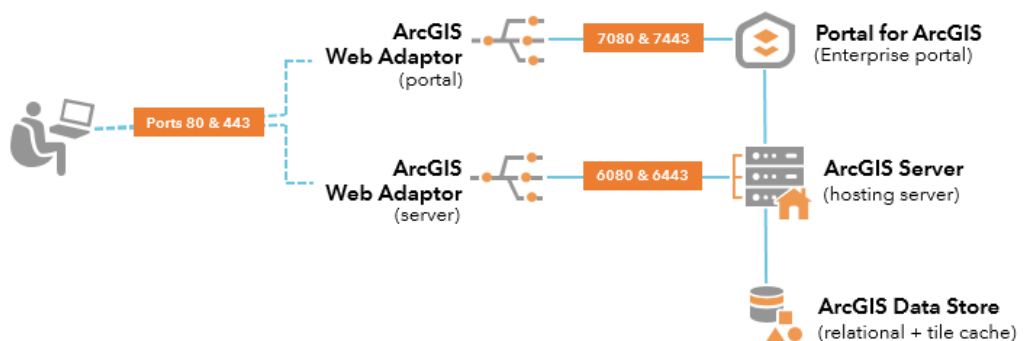 ArcGIS
Web Adaptor
(portal)
7080 & 7443
Portal for ArcGIS
(Enterprise portal)
Ports 80 & 443
ArcGIS
Web Adaptor
(server)
6080 & 6443
ArcGIS Server
(hosting server)
ArcGIS Data Store
(relational + tile cache)